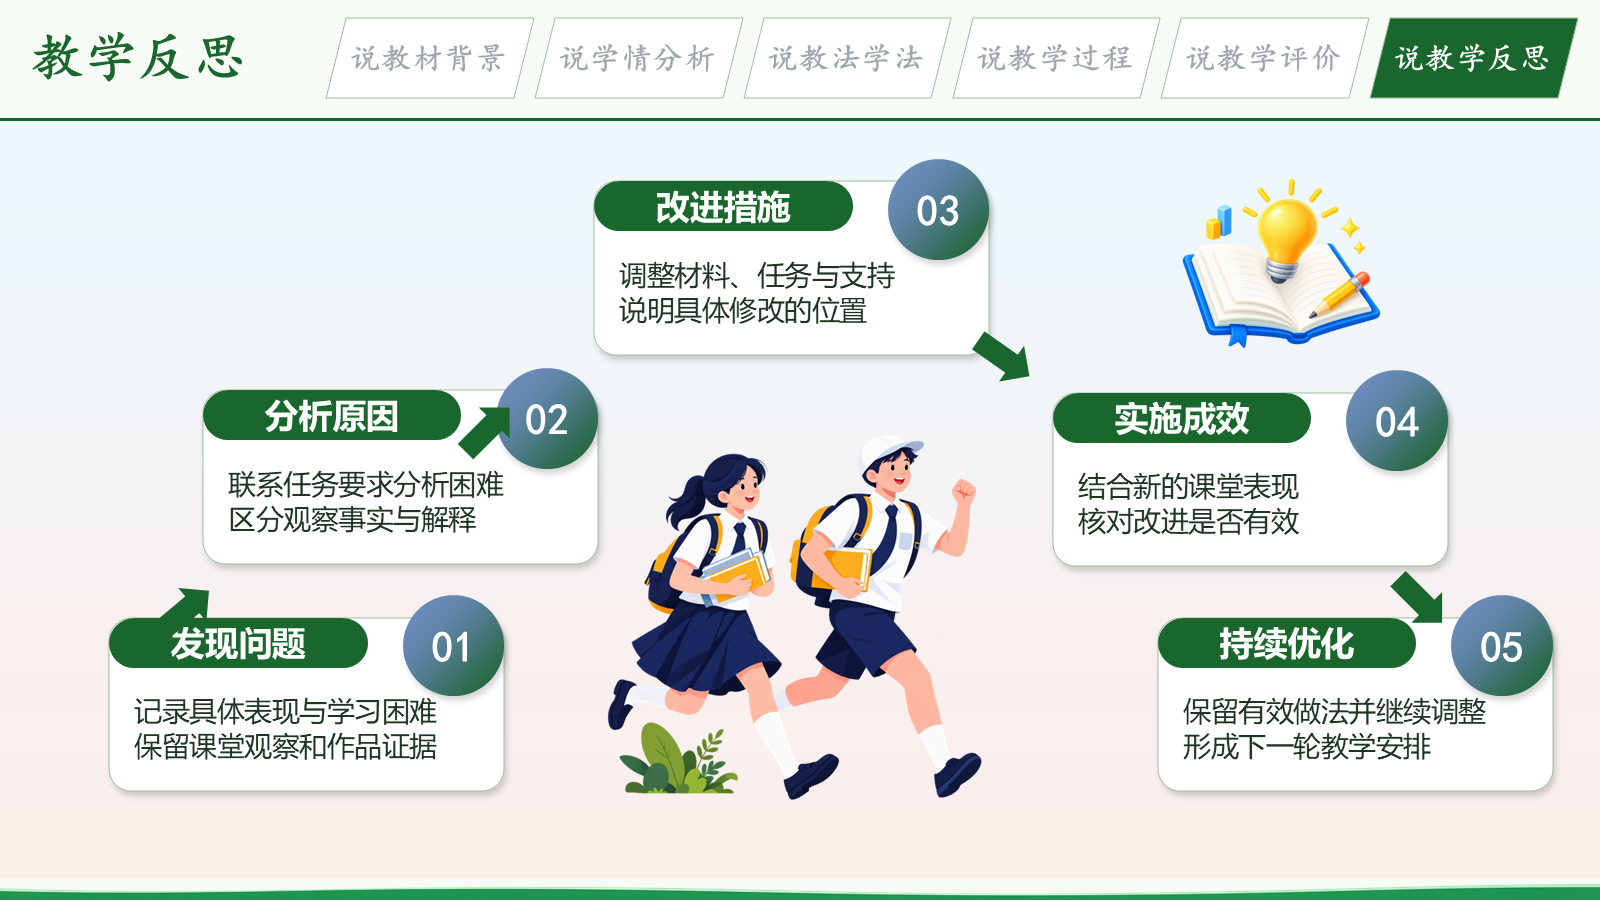 教学反思
说教材背景
说学情分析
说教法学法
说教学过程
说教学评价
说教学反思
发现问题
01
记录具体表现与学习困难
保留课堂观察和作品证据
分析原因
02
联系任务要求分析困难
区分观察事实与解释
改进措施
03
调整材料、任务与支持
说明具体修改的位置
实施成效
04
结合新的课堂表现
核对改进是否有效
持续优化
05
保留有效做法并继续调整
形成下一轮教学安排